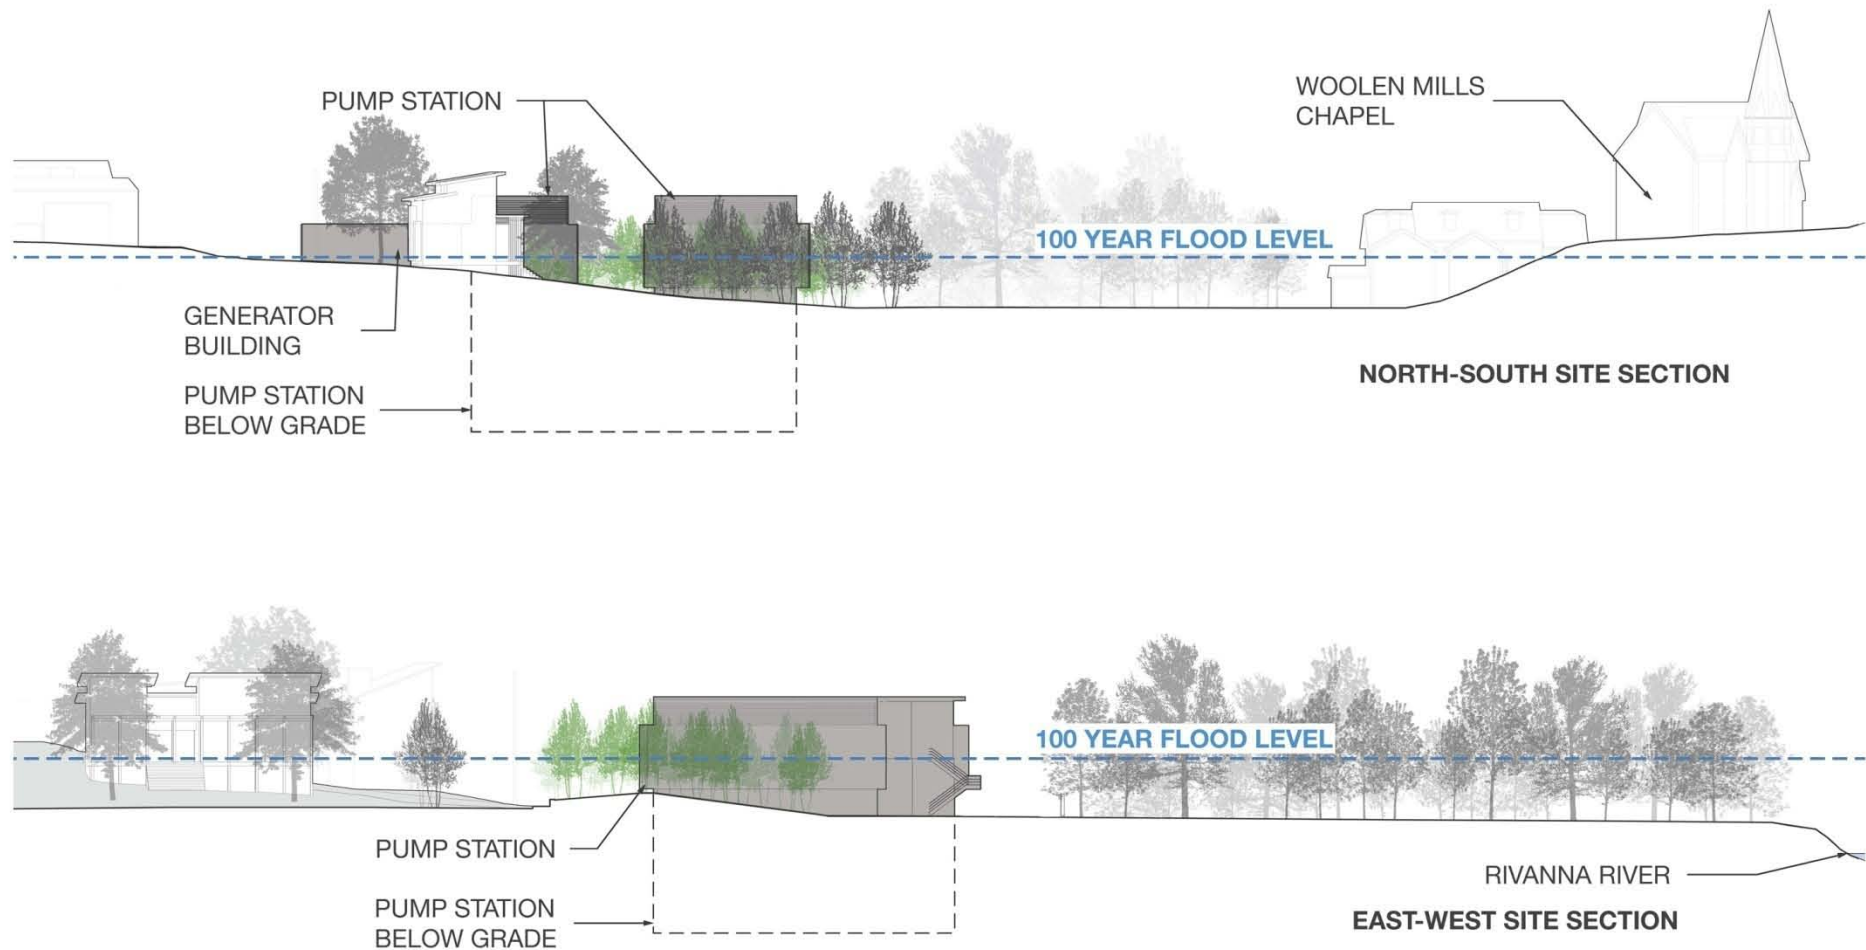 PUMP STATION
WOOLEN MILLS
CHAPEL
100 YEAR FLOOD LEVEL
GENERATOR
BUILDING
NORTH-SOUTH SITE SECTION
PUMP STATION
BELOW GRADE
100 YEAR FLOOD LEVEL
PUMP STATION
RIVANNA RIVER
PUMP STATION
BELOW GRADE
EAST-WEST SITE SECTION